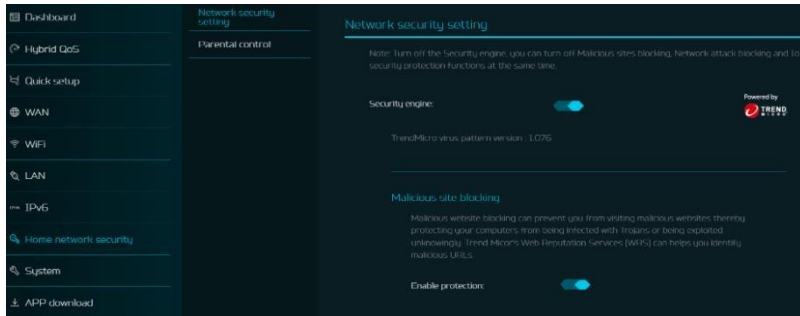 Dashboard
Hybrid QoS
Quick setup
WAN
WiFi
LAN
IPv6
Home network security
System
APP download
Network security
setting
Parental control
Network security setting
Note: Turn off the Security engine, you can turn off Malicious sites blocking, Network attack blocking and Io
security protection functions at the same time.
Security engine:
Powered by
TREND
MICRO
TrendMicro virus pattern version : 1.076
Malicious site blocking
Malicious website blocking can prevent you from visiting malicious websites thereby
protecting your computers from being infected with Trojans or being exploited
unknowingly. Trend Micor's Web Reputation Services (WRS) can helps you identify
malicious URLs.
Enable protection: